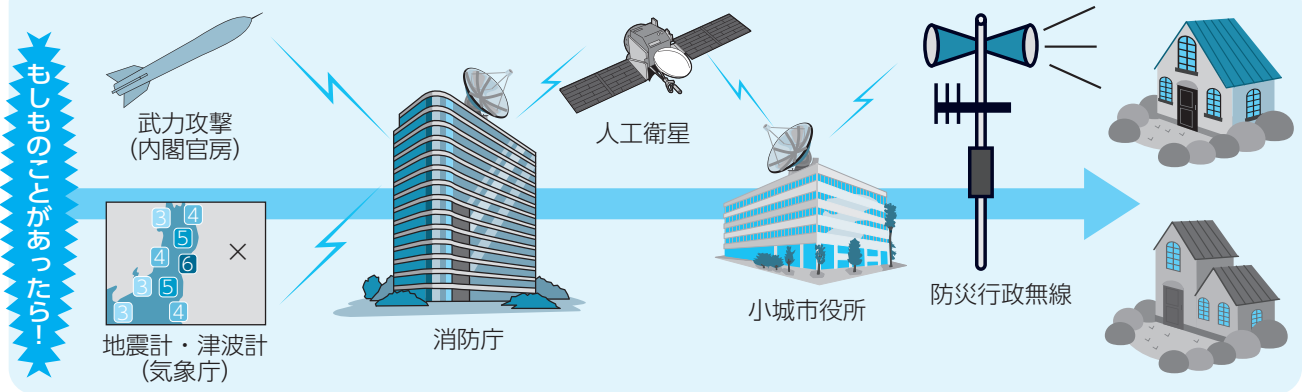 もしものことがあったら!
武力攻撃
(内閣官房)
人工衛星
3
4
5
4
6
3
5
3
4
地震計・津波計
(気象庁)
消防庁
小城市役所
防災行政無線